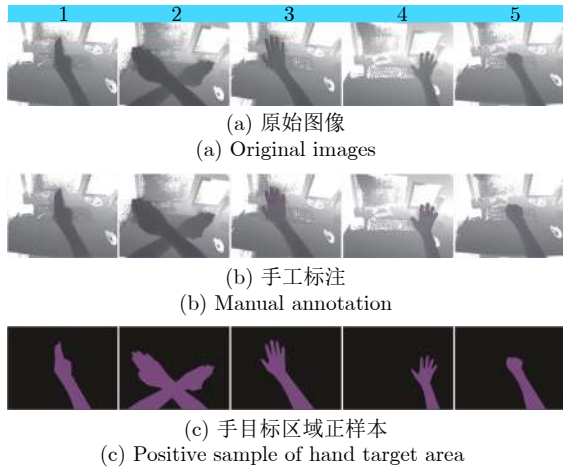 1 2 3 4 5
(a) 原始图像
(a) Original images
(b) 手工标注
(b) Manual annotation
(c) 手目标区域正样本
(c) Positive sample of hand target area